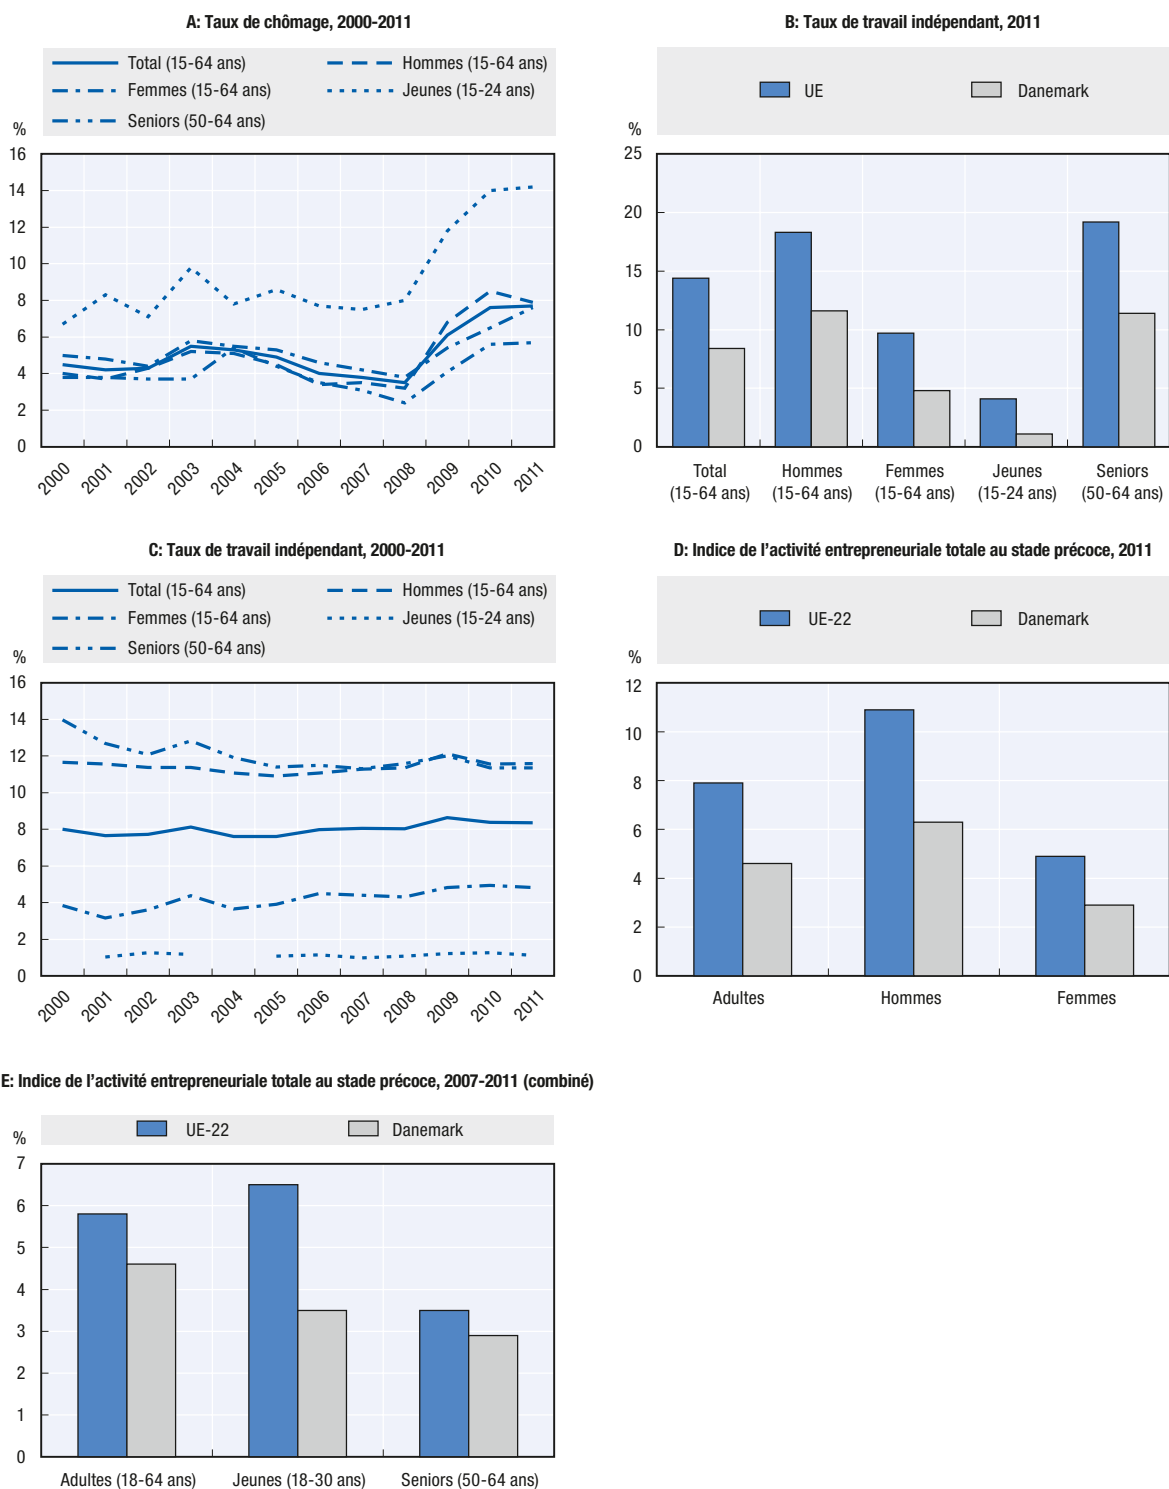 A: Taux de chômage, 2000-2011
Total (15-64 ans)
Hommes (15-64 ans)
Femmes (15-64 ans)
Jeunes (15-24 ans)
Seniors (50-64 ans)
%
16
14
12
10
8
6
4
2
0
2000
2001
2002
2003
2004
2005
2006
2007
2008
2009
2010
2011
B: Taux de travail indépendant, 2011
UE
Danemark
%
25
20
15
10
5
0
Total
(15-64 ans)
Hommes
(15-64 ans)
Femmes
(15-64 ans)
Jeunes
(15-24 ans)
Seniors
(50-64 ans)
C: Taux de travail indépendant, 2000-2011
Total (15-64 ans)
Hommes (15-64 ans)
Femmes (15-64 ans)
Jeunes (15-24 ans)
Seniors (50-64 ans)
%
16
14
12
10
8
6
4
2
0
2000
2001
2002
2003
2004
2005
2006
2007
2008
2009
2010
2011
D: Indice de l’activité entrepreneuriale totale au stade précoce, 2011
UE-22
Danemark
%
12
10
8
6
4
2
0
Adultes
Hommes
Femmes
E: Indice de l’activité entrepreneuriale totale au stade précoce, 2007-2011 (combiné)
UE-22
Danemark
%
7
6
5
4
3
2
1
0
Adultes (18-64 ans)
Jeunes (18-30 ans)
Seniors (50-64 ans)